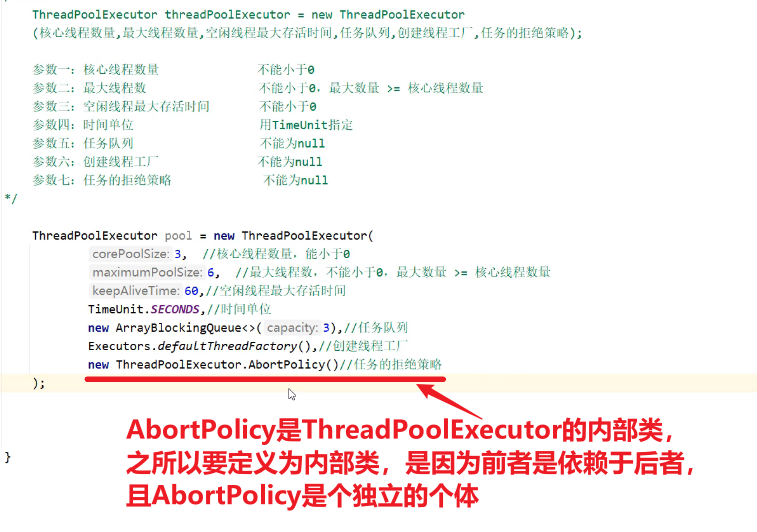 ThreadPoolExecutor threadPoolExecutor = new ThreadPoolExecutor
(核心线程数量,最大线程数量,空闲线程最大存活时间,任务队列,创建线程工厂,任务的拒绝策略);
参数一：核心线程数量 不能小于0
参数二：最大线程数 不能小于0，最大数量 >= 核心线程数量
参数三：空闲线程最大存活时间 不能小于0
参数四：时间单位 用TimeUnit指定
参数五：任务队列 不能为null
参数六：创建线程工厂 不能为null
参数七：任务的拒绝策略 不能为null
*/
ThreadPoolExecutor pool = new ThreadPoolExecutor(
corePoolSize: 3, //核心线程数量，能小于0
maximumPoolSize: 6, //最大线程数，不能小于0，最大数量 >= 核心线程数量
keepAliveTime: 60,//空闲线程最大存活时间
TimeUnit.SECONDS,//时间单位
new ArrayBlockingQueue<>( capacity: 3),//任务队列
Executors.defaultThreadFactory(),//创建线程工厂
new ThreadPoolExecutor.AbortPolicy()//任务的拒绝策略
);
AbortPolicy是ThreadPoolExecutor的内部类，
之所以要定义为内部类，是因为前者是依赖于后者，
且AbortPolicy是个独立的个体
}